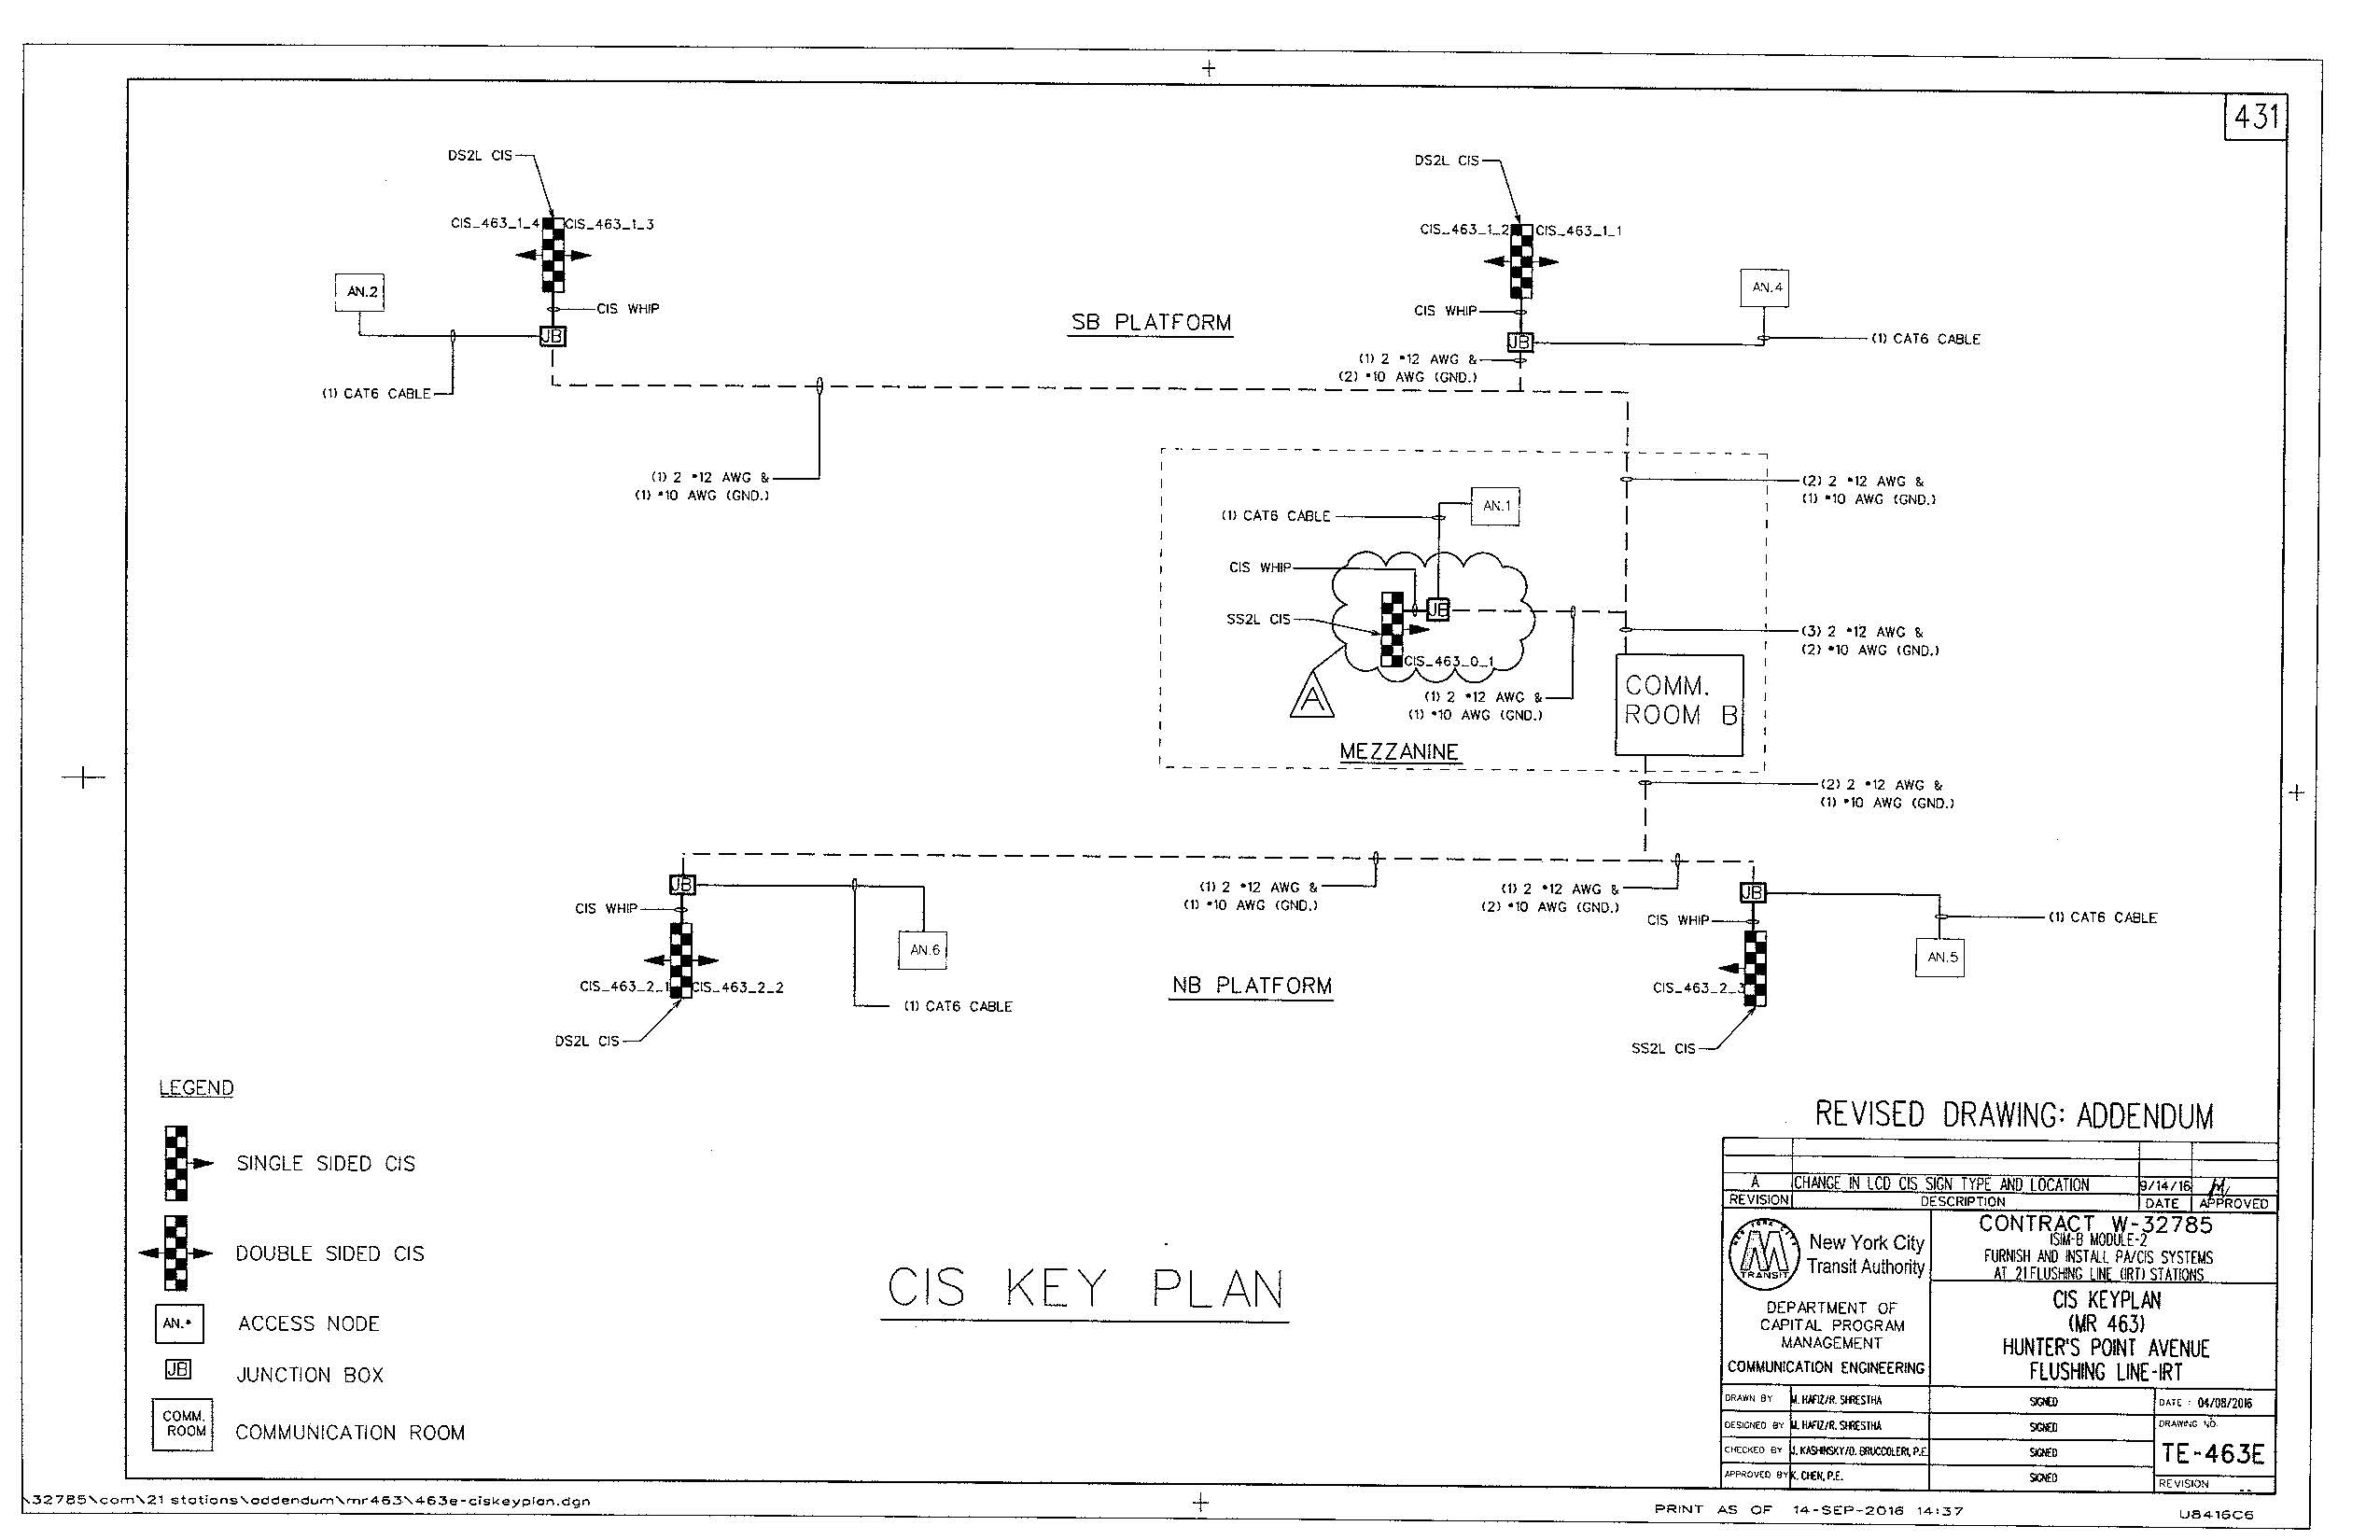 431
DS2L CIS
DS2L CIS
CIS_463_1_4
CIS_463_1_3
CIS_463_1_2
CIS_463_1_1
AN.2
AN.4
CIS WHIP
CIS WHIP
SB PLATFORM
JB
JB
(1) CAT6 CABLE
(1) 2 #12 AWG &
(2) #10 AWG (GND.)
(1) CAT6 CABLE
(1) 2 #12 AWG &
(1) #10 AWG (GND.)
(2) 2 #12 AWG &
(1) #10 AWG (GND.)
AN.1
(1) CAT6 CABLE
CIS WHIP
JB
SS2L CIS
CIS_463_0_1
(3) 2 #12 AWG &
(2) #10 AWG (GND.)
A
(1) 2 #12 AWG &
(1) #10 AWG (GND.)
COMM.
ROOM B
MEZZANINE
(2) 2 #12 AWG &
(1) #10 AWG (GND.)
JB
(1) 2 #12 AWG &
(1) #10 AWG (GND.)
(1) 2 #12 AWG &
(2) #10 AWG (GND.)
JB
CIS WHIP
CIS WHIP
(1) CAT6 CABLE
AN.6
AN.5
CIS_463_2_1
CIS_463_2_2
NB PLATFORM
CIS_463_2_3
(1) CAT6 CABLE
DS2L CIS
SS2L CIS
LEGEND
SINGLE SIDED CIS
DOUBLE SIDED CIS
AN.*
ACCESS NODE
JB
JUNCTION BOX
COMM.
ROOM
COMMUNICATION ROOM
CIS KEY PLAN
REVISED DRAWING: ADDENDUM
A CHANGE IN LCD CIS SIGN TYPE AND LOCATION 9/14/16
REVISION DESCRIPTION DATE APPROVED
NEW YORK CITY
TRANSIT
New York City
Transit Authority
DEPARTMENT OF
CAPITAL PROGRAM
MANAGEMENT
COMMUNICATION ENGINEERING
CONTRACT W-32785
ISIM-B MODULE-2
FURNISH AND INSTALL PA/CIS SYSTEMS
AT 21 FLUSHING LINE (IRT) STATIONS
CIS KEYPLAN
(MR 463)
HUNTER'S POINT AVENUE
FLUSHING LINE-IRT
DRAWN BY M. HAFIZ/R. SHRESTHA SIGNED
DESIGNED BY M. HAFIZ/R. SHRESTHA SIGNED
CHECKED BY J. KASHINSKY/D. BRUCCOLERI, P.E. SIGNED
APPROVED BY K. CHEN, P.E. SIGNED
DATE : 04/08/2016
DRAWING NO.
TE-463E
REVISION --
\32785\com\21 stations\addendum\mr463\463e-ciskeyplan.dgn
PRINT AS OF 14-SEP-2016 14:37
U8416C6